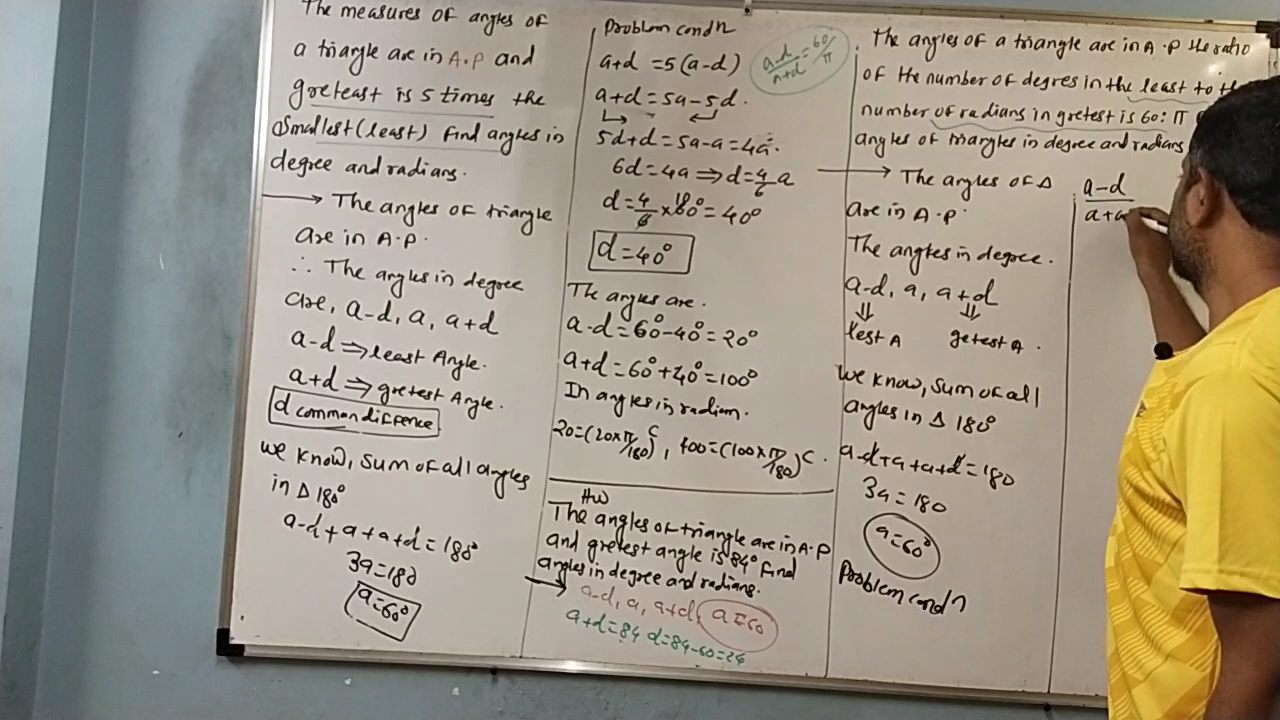 The measures of angles of
a triangle are in A.P and
greteast is 5 times the
smallest (least) find angles in
degree and radians.
→ The angles of triangle
are in A.P.
∴ The angles in degree
are, a-d, a, a+d
a-d ⇒ least Angle.
a+d ⇒ gretest Angle.
d common diffence
we know, sum of all angles
in Δ 180°
a-d + a + a+d = 180°
3a = 180
a = 60°
Problem condn
a+d = 5(a-d)
a-d/a+d = 60/π
a+d = 5a-5d.
5d+d = 5a-a = 4a.
6d = 4a ⇒ d = 4/6 a
d = 4/6 × 60° = 40°
d = 40°
The angles are.
a-d = 60°-40° = 20°
a+d = 60°+40° = 100°
In angles in radian.
20 = (20×π/180)ᶜ, 100 = (100×π/180)ᶜ.
HW
The angles of triangle are in A.P
and gretest angle is 84° find
angles in degree and radians.
→ a-d, a, a+d, a = 60
a+d = 84 d = 84-60 = 24
The angles of a triangle are in A.P the ratio
of the number of degres in the least to
number of radians in gretest is 60:π
angles of triangles in degree and radians
→ The angles of Δ
are in A.P.
The angles in degree.
a-d, a, a+d
⇓ ⇓
lest A getest A.
we know, sum of all
angles in Δ 180°
a-d+a+a+d = 180
3a = 180
a = 60°
Problem condn
a-d
a+